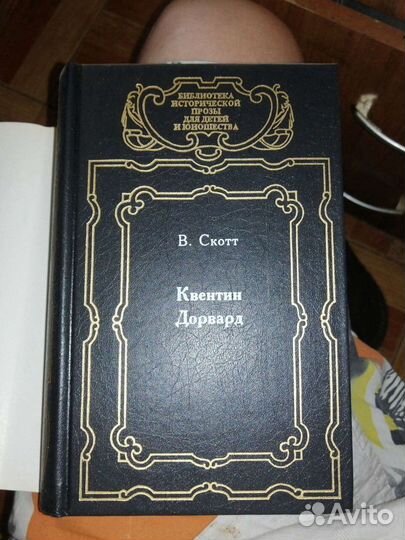 БИБЛИОТЕКА
ИСТОРИЧЕСКОЙ
ПРОЗЫ
ДЛЯ ДЕТЕЙ
И ЮНОШЕСТВА
В. Скотт
Квентин
Дорвард
Avito